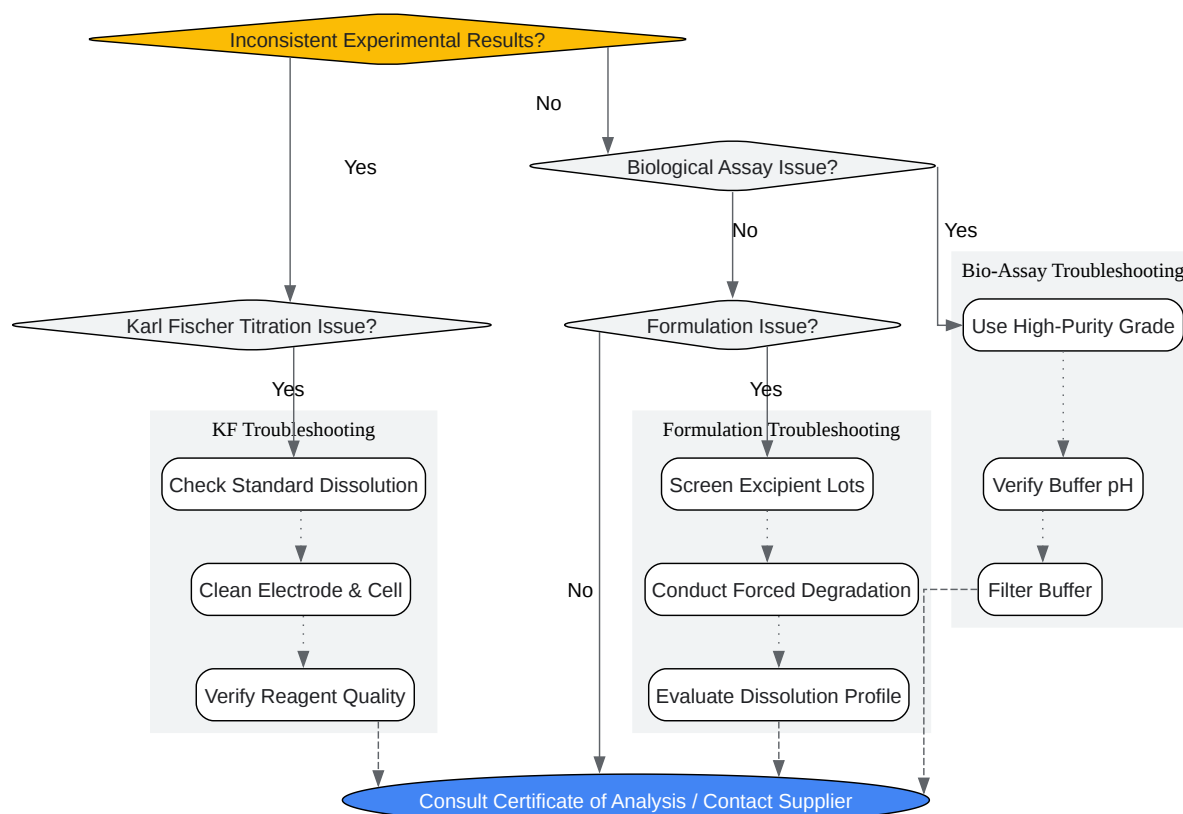 Inconsistent Experimental Results?
No
Yes
Biological Assay Issue?
No
Yes
Bio-Assay Troubleshooting
Karl Fischer Titration Issue?
Formulation Issue?
Use High-Purity Grade
Yes
Yes
KF Troubleshooting
Formulation Troubleshooting
Check Standard Dissolution
Screen Excipient Lots
Verify Buffer pH
Clean Electrode & Cell
No
Conduct Forced Degradation
Filter Buffer
Verify Reagent Quality
Evaluate Dissolution Profile
Consult Certificate of Analysis / Contact Supplier